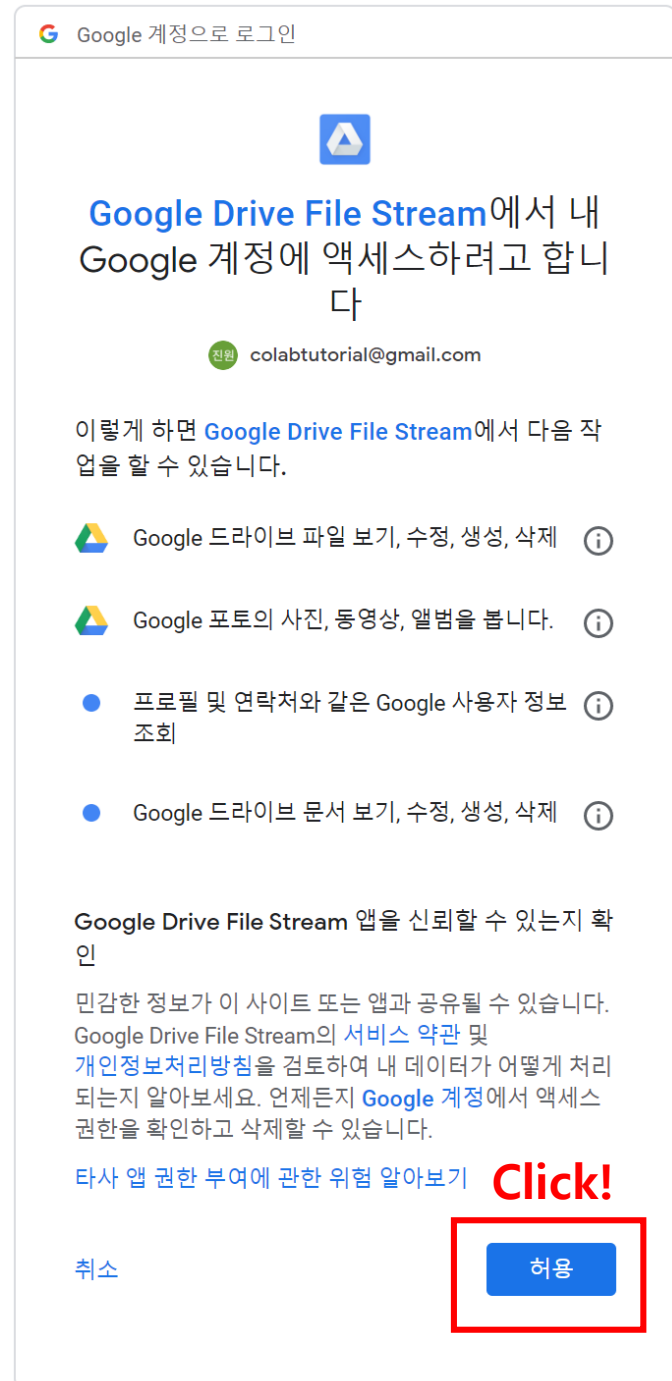 Google 계정으로 로그인
Google Drive File Stream에서 내
Google 계정에 액세스하려고 합니
다
진원 colabtutorial@gmail.com
이렇게 하면 Google Drive File Stream에서 다음 작
업을 할 수 있습니다.
Google 드라이브 파일 보기, 수정, 생성, 삭제
Google 포토의 사진, 동영상, 앨범을 봅니다.
프로필 및 연락처와 같은 Google 사용자 정보
조회
Google 드라이브 문서 보기, 수정, 생성, 삭제
Google Drive File Stream 앱을 신뢰할 수 있는지 확
인
민감한 정보가 이 사이트 또는 앱과 공유될 수 있습니다.
Google Drive File Stream의 서비스 약관 및
개인정보처리방침을 검토하여 내 데이터가 어떻게 처리
되는지 알아보세요. 언제든지 Google 계정에서 액세스
권한을 확인하고 삭제할 수 있습니다.
타사 앱 권한 부여에 관한 위험 알아보기
Click!
취소
허용